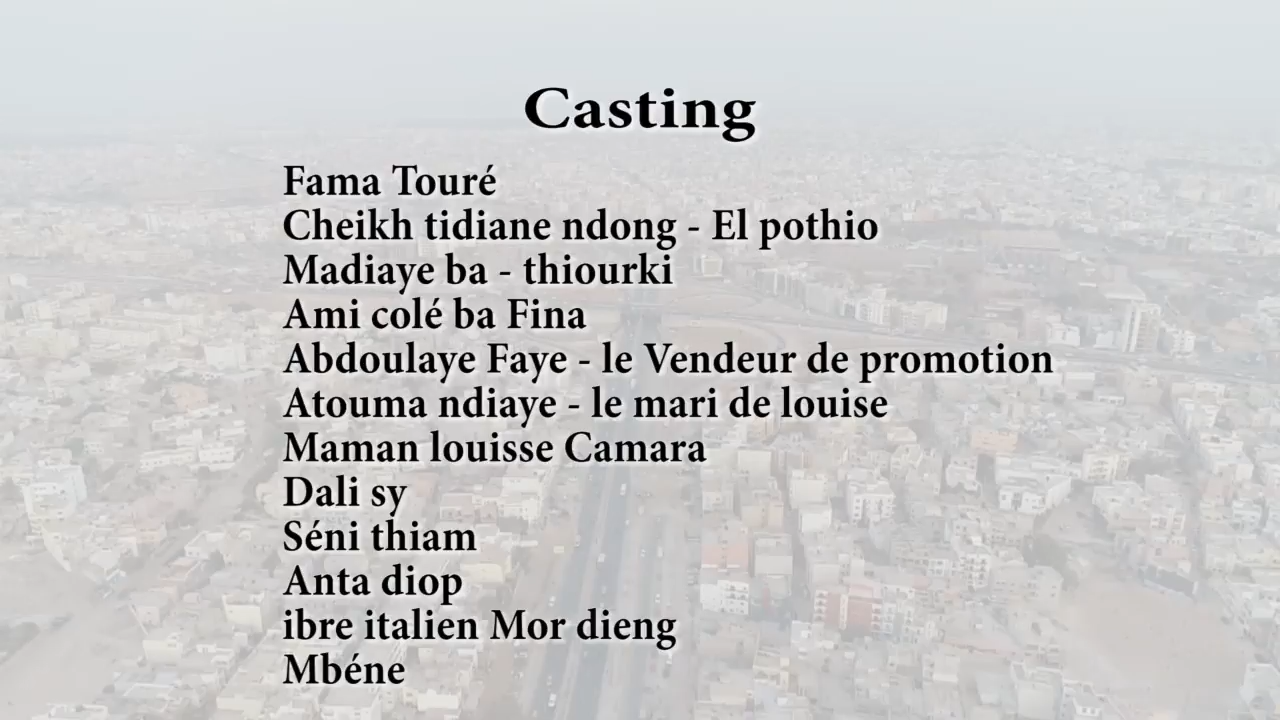 Casting
Fama Touré
Cheikh tidiane ndong - El pothio
Madiaye ba - thiourki
Ami colé ba Fina
Abdoulaye Faye - le Vendeur de promotion
Atouma ndiaye - le mari de louise
Maman louisse Camara
Dali sy
Séni thiam
Anta diop
ibre italien Mor dieng
Mbéne